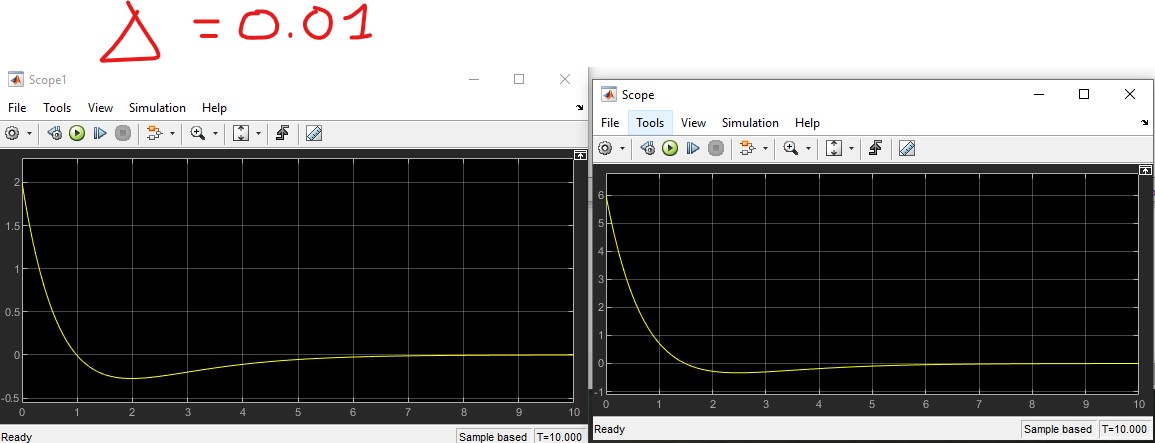 Δ = 0.01
Scope1
File Tools View Simulation Help
2
1.5
1
0.5
0
-0.5
0 1 2 3 4 5 6 7 8 9 10
Ready Sample based T=10.000
Scope
File Tools View Simulation Help
6
5
4
3
2
1
0
-1
0 1 2 3 4 5 6 7 8 9 10
Ready Sample based T=10.000